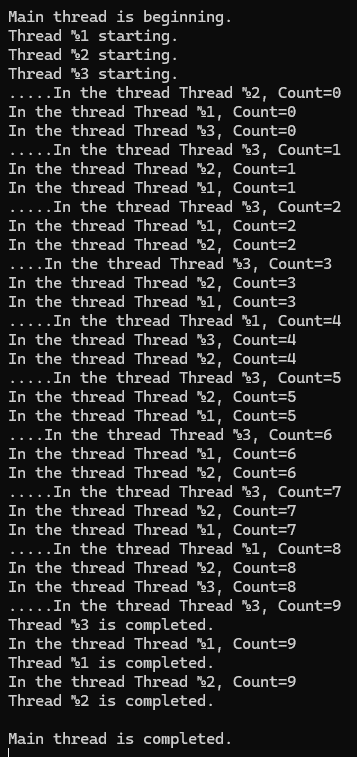 Main thread is beginning.
Thread №1 starting.
Thread №2 starting.
Thread №3 starting.
.....In the thread Thread №2, Count=0
In the thread Thread №1, Count=0
In the thread Thread №3, Count=0
.....In the thread Thread №3, Count=1
In the thread Thread №2, Count=1
In the thread Thread №1, Count=1
.....In the thread Thread №3, Count=2
In the thread Thread №1, Count=2
In the thread Thread №2, Count=2
....In the thread Thread №3, Count=3
In the thread Thread №2, Count=3
In the thread Thread №1, Count=3
.....In the thread Thread №1, Count=4
In the thread Thread №3, Count=4
In the thread Thread №2, Count=4
.....In the thread Thread №3, Count=5
In the thread Thread №2, Count=5
In the thread Thread №1, Count=5
....In the thread Thread №3, Count=6
In the thread Thread №1, Count=6
In the thread Thread №2, Count=6
.....In the thread Thread №3, Count=7
In the thread Thread №2, Count=7
In the thread Thread №1, Count=7
.....In the thread Thread №1, Count=8
In the thread Thread №2, Count=8
In the thread Thread №3, Count=8
.....In the thread Thread №3, Count=9
Thread №3 is completed.
In the thread Thread №1, Count=9
Thread №1 is completed.
In the thread Thread №2, Count=9
Thread №2 is completed.

Main thread is completed.